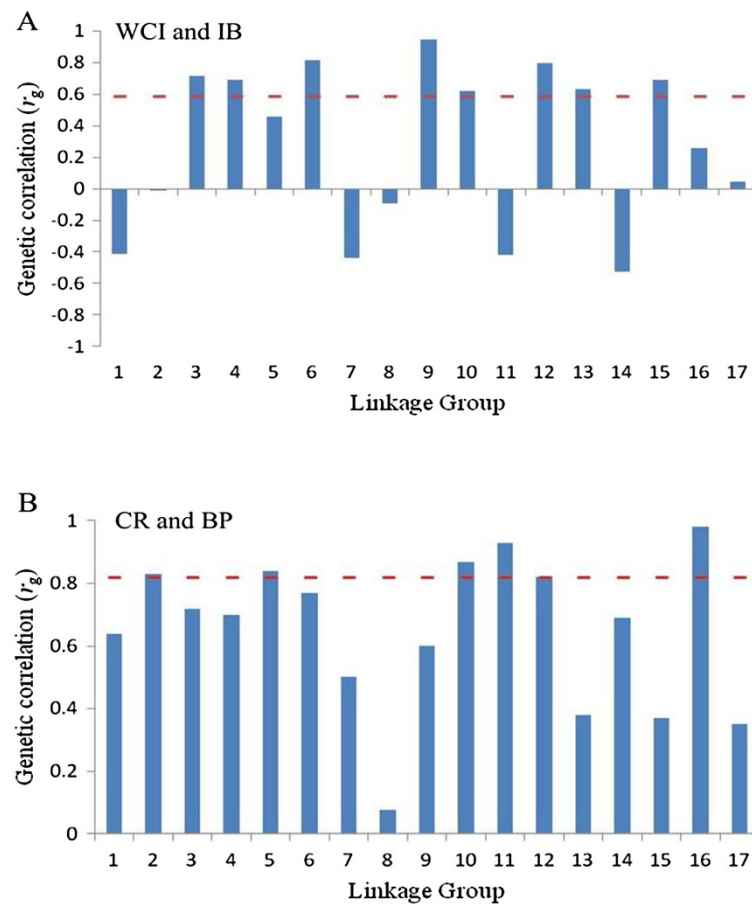 A
WCI and IB
Genetic correlation (rg)
1
0.8
0.6
0.4
0.2
0
-0.2
-0.4
-0.6
-0.8
-1
1 2 3 4 5 6 7 8 9 10 11 12 13 14 15 16 17
Linkage Group
B
CR and BP
Genetic correlation (rg)
1
0.8
0.6
0.4
0.2
0
1 2 3 4 5 6 7 8 9 10 11 12 13 14 15 16 17
Linkage Group